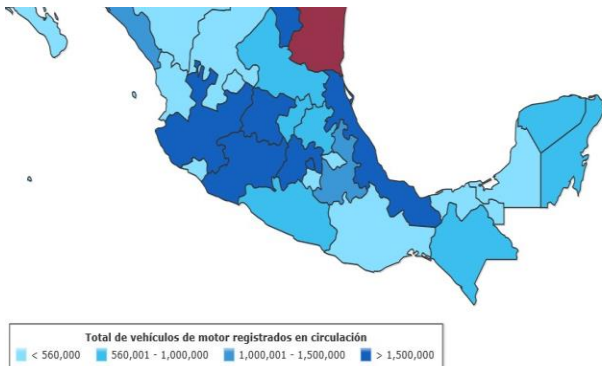 Total de vehículos de motor registrados en circulación
< 560,000 560,001 - 1,000,000 1,000,001 - 1,500,000 > 1,500,000